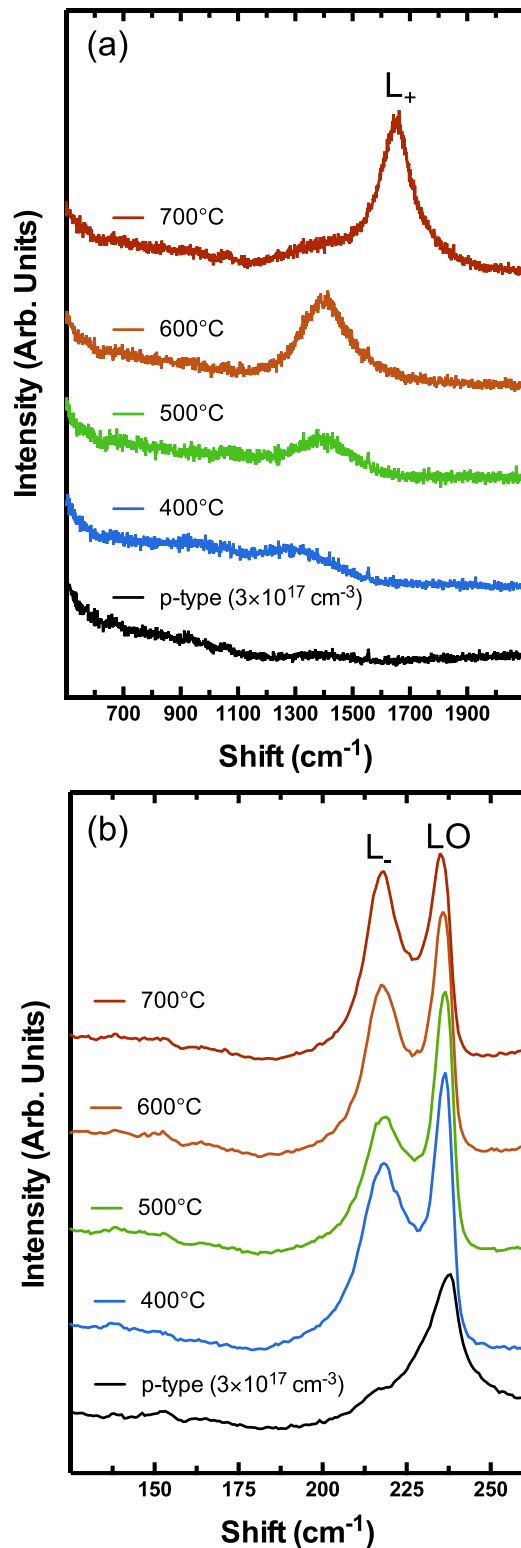 (a)
L+
700°C
600°C
500°C
400°C
p-type (3×10¹⁷ cm⁻³)
Intensity (Arb. Units)
700 900 1100 1300 1500 1700 1900
Shift (cm⁻¹)
(b)
L- LO
700°C
600°C
500°C
400°C
p-type (3×10¹⁷ cm⁻³)
Intensity (Arb. Units)
150 200 225 250
Shift (cm⁻¹)